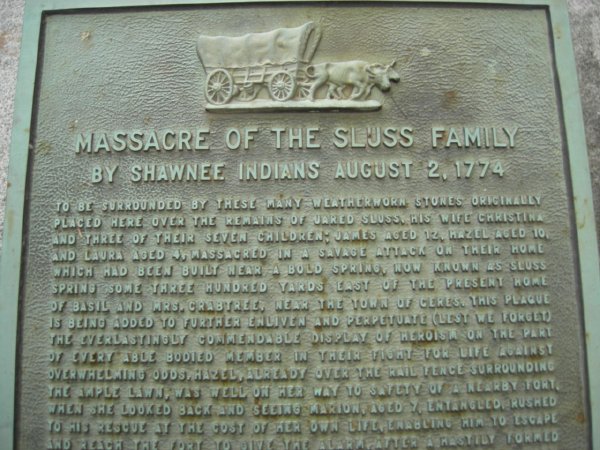 MASSACRE OF THE SLUSS FAMILY
BY SHAWNEE INDIANS AUGUST 2, 1774
TO BE SURROUNDED BY THESE MANY WEATHERWORN STONES ORIGINALLY
PLACED HERE OVER THE REMAINS OF JARED SLUSS, HIS WIFE CHRISTINA
AND THREE OF THEIR SEVEN CHILDREN; JAMES AGED 12, HAZEL AGED 10,
AND LAURA AGED 4, MASSACRED IN A SAVAGE ATTACK ON THEIR HOME
WHICH HAD BEEN BUILT NEAR A BOLD SPRING, NOW KNOWN AS SLUSS
SPRING SOME THREE HUNDRED YARDS EAST OF THE PRESENT HOME
OF BASIL AND MRS. CRABTREE, NEAR THE TOWN OF CERES, THIS PLAQUE
IS BEING ADDED TO FURTHER ENLIVEN AND PERPETUATE (LEST WE FORGET)
THE EVERLASTINGLY COMMENDABLE DISPLAY OF HEROISM ON THE PART
OF EVERY ABLE BODIED MEMBER IN THEIR FIGHT FOR LIFE AGAINST
OVERWHELMING ODDS. HAZEL, ALREADY OVER THE RAIL FENCE SURROUNDING
THE AMPLE LAWN, WAS WELL ON HER WAY TO SAFETY OF A NEARBY FORT,
WHEN SHE LOOKED BACK AND SEEING MARION, AGED 7, ENTANGLED, RUSHED
TO HIS RESCUE AT THE COST OF HER OWN LIFE, ENABLING HIM TO ESCAPE
AND REACH THE FORT TO GIVE THE ALARM. AFTER A HASTILY FORMED